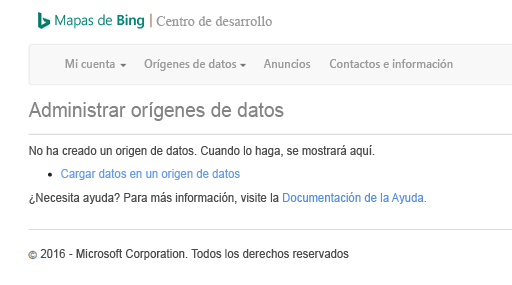 Mapas de Bing | Centro de desarrollo
Mi cuenta Orígenes de datos Anuncios Contactos e información
Administrar orígenes de datos
No ha creado un origen de datos. Cuando lo haga, se mostrará aquí.
• Cargar datos en un origen de datos
¿Necesita ayuda? Para más información, visite la Documentación de la Ayuda.
© 2016 - Microsoft Corporation. Todos los derechos reservados